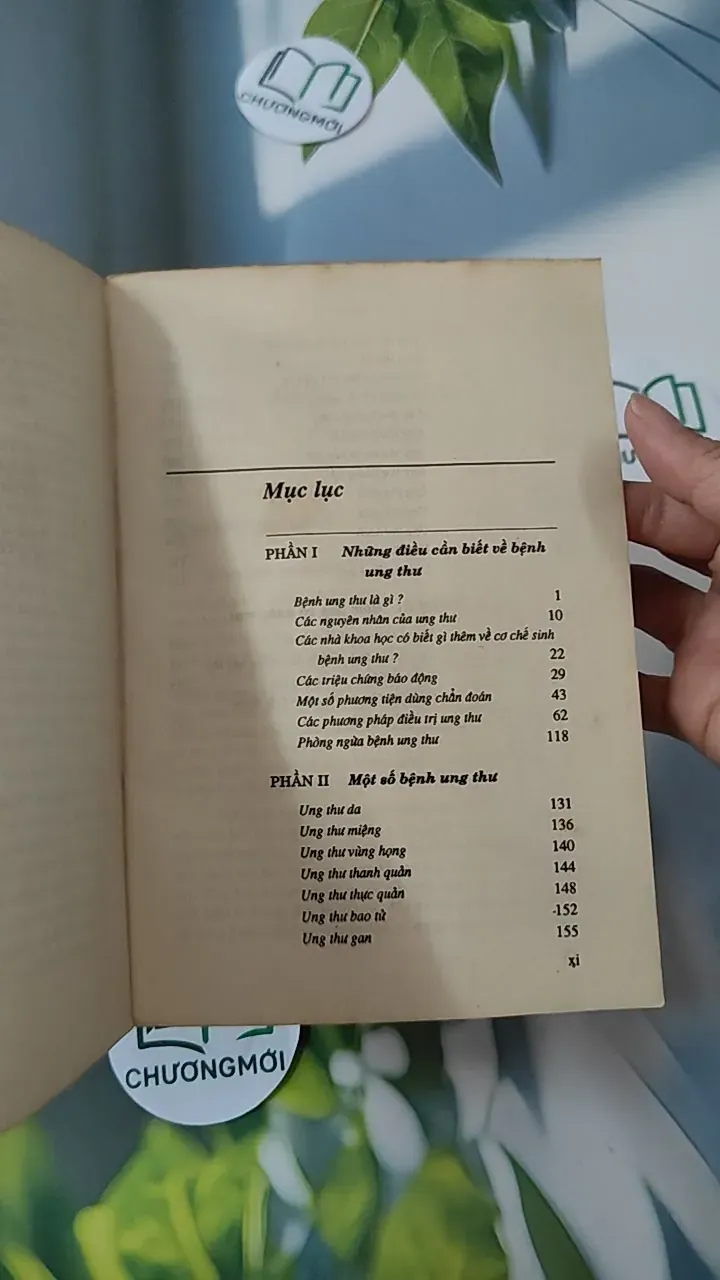 CHƯƠNGMỚI
Mục lục
PHẦN I Những điều cần biết về bệnh
ung thư
Bệnh ung thư là gì ? 1
Các nguyên nhân của ung thư 10
Các nhà khoa học có biết gì thêm về cơ chế sinh
bệnh ung thư ? 22
Các triệu chứng báo động 29
Một số phương tiện dùng chẩn đoán 43
Các phương pháp điều trị ung thư 62
Phòng ngừa bệnh ung thư 118
PHẦN II Một số bệnh ung thư
Ung thư da 131
Ung thư miệng 136
Ung thư vùng họng 140
Ung thư thanh quản 144
Ung thư thực quản 148
Ung thư bao tử -152
Ung thư gan 155
xi
CHƯƠNGMỚI